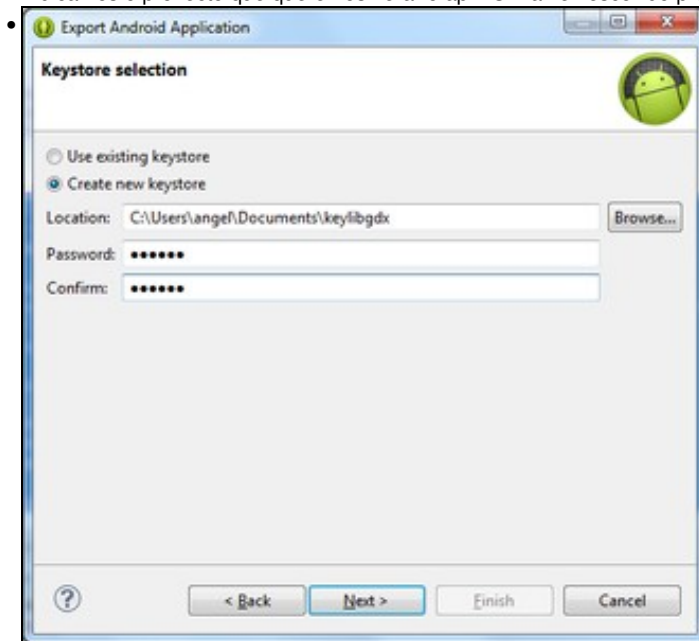 Export Android Application
Keystore selection
Use existing keystore
Create new keystore
Location: C:\Users\angel\Documents\keylibgdx Browse...
Password: ●●●●●●
Confirm: ●●●●●●
? < Back Next > Finish Cancel